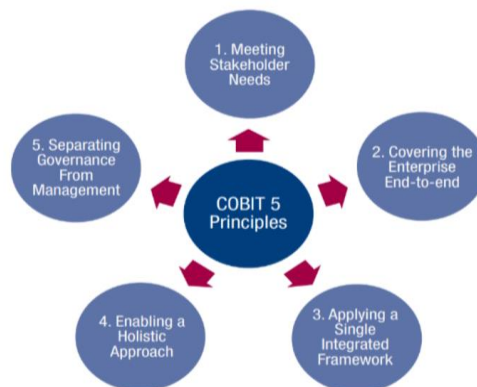 1. Meeting
Stakeholder
Needs
5. Separating
Governance
From
Management
2. Covering the
Enterprise
End-to-end
COBIT 5
Principles
4. Enabling a
Holistic
Approach
3. Applying a
Single
Integrated
Framework